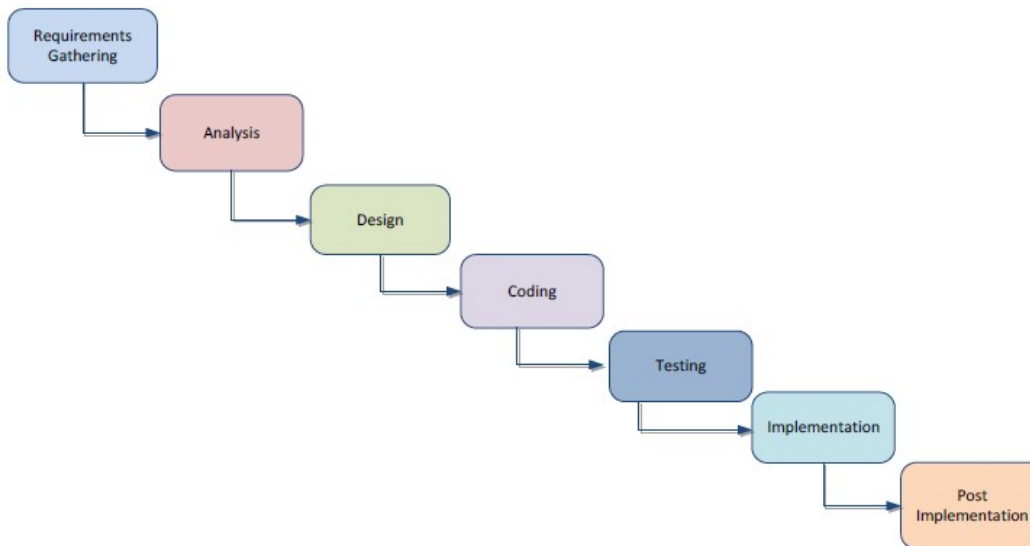 Requirements
Gathering
Analysis
Design
Coding
Testing
Implementation
Post
Implementation